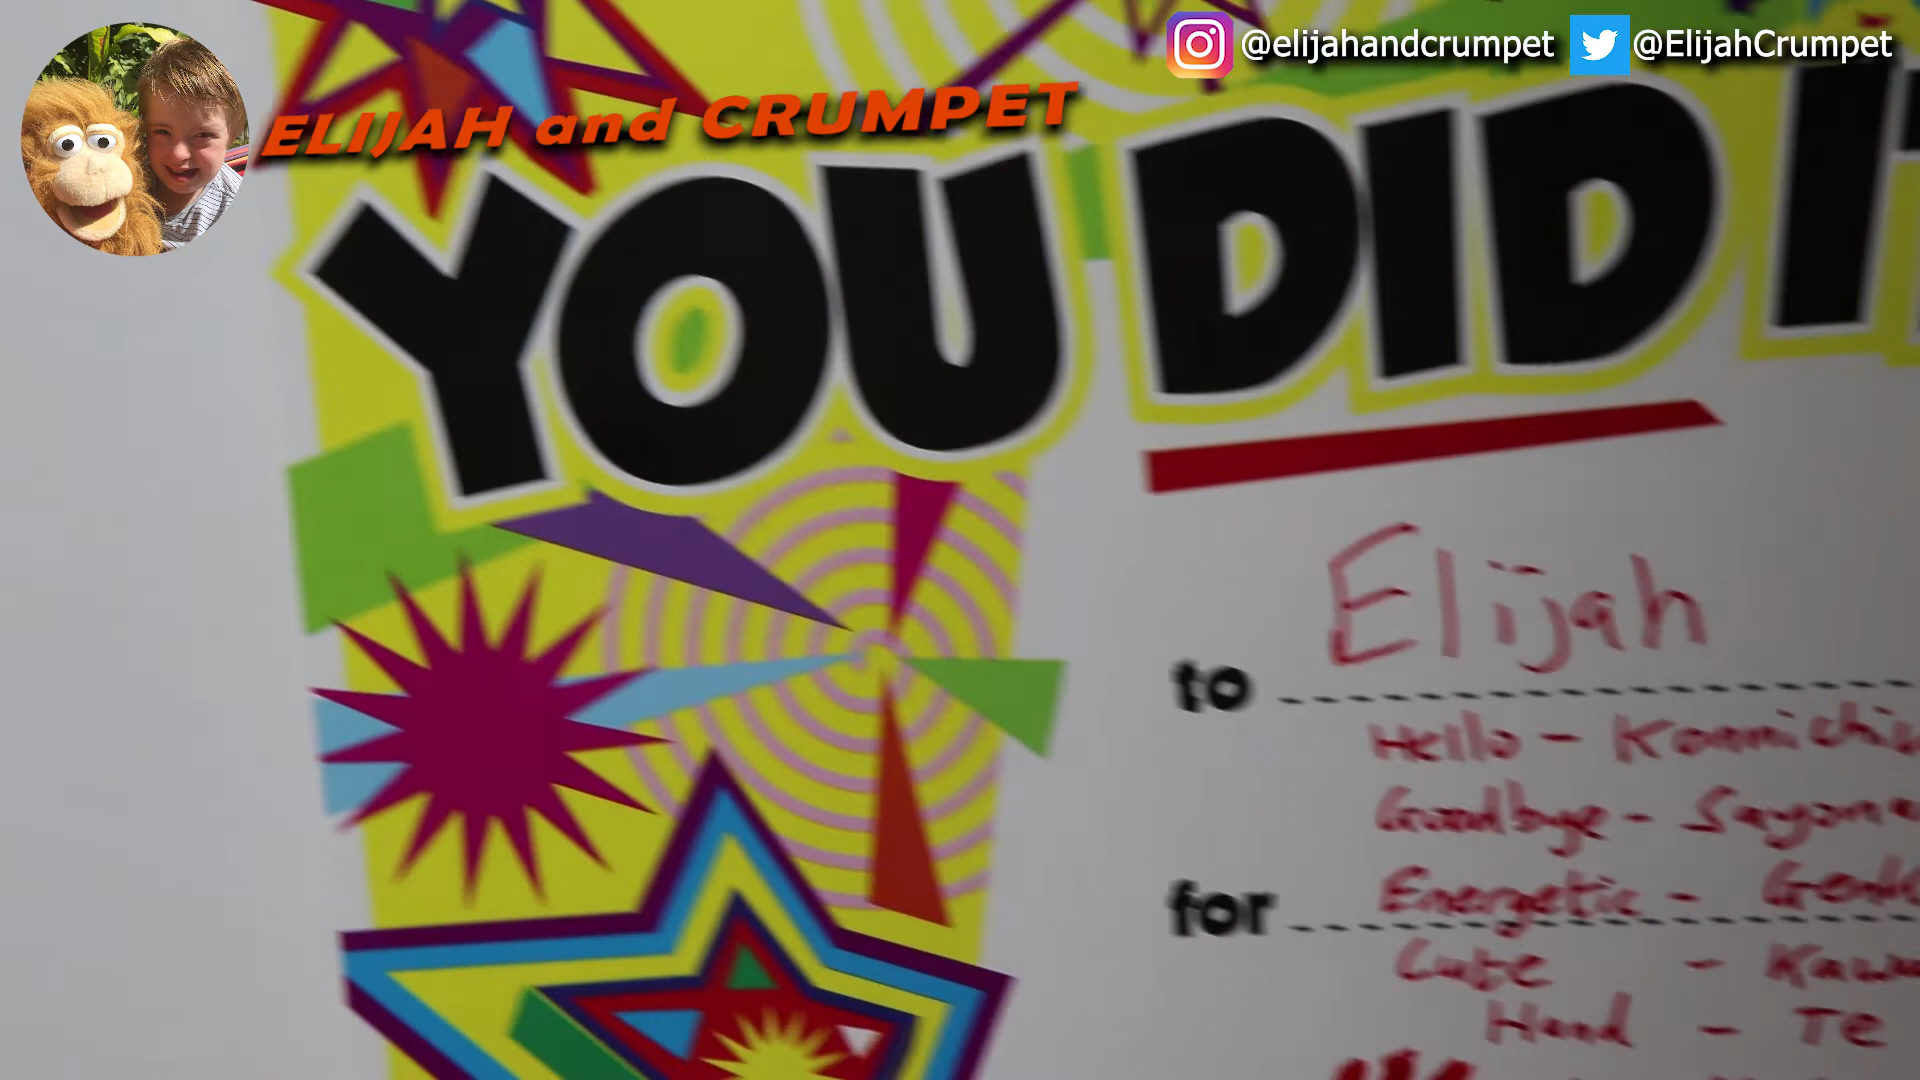 @elijahandcrumpet @ElijahCrumpet
ELIJAH and CRUMPET
YOU DID
to Elijah
Hello - Konnichi
Goodbye - Sayona
for Energetic - Genk
Cute - Kaw
Hand - Te